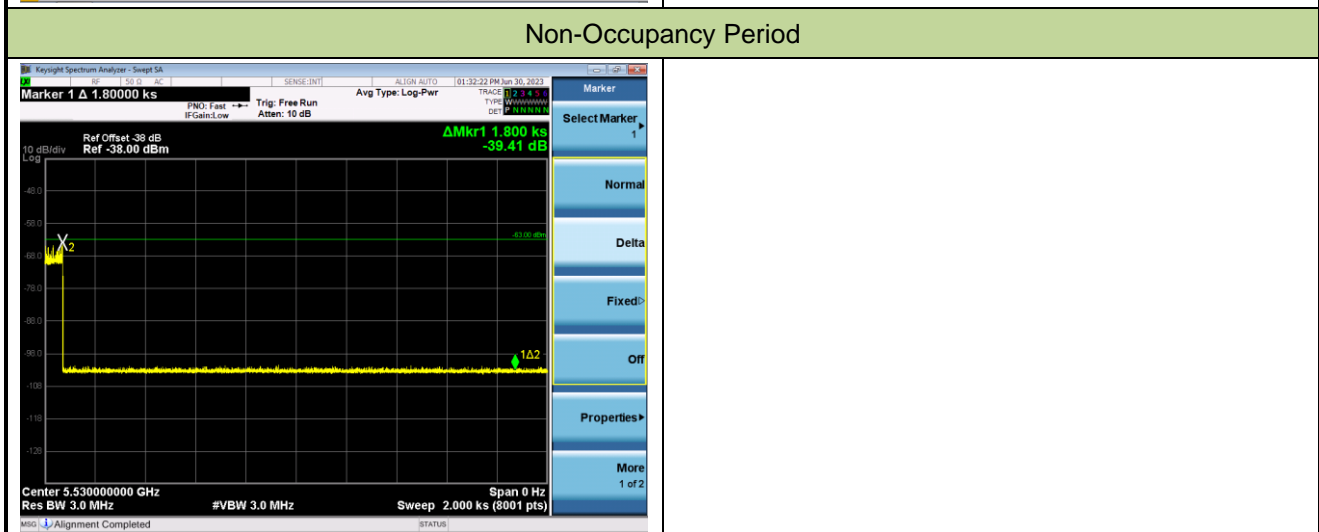 Non-Occupancy Period
Keysight Spectrum Analyzer - Swept SA
RF 50 Ω AC SENSE:INT ALIGN AUTO 01:32:22 PM Jun 30, 2023
Marker 1 Δ 1.80000 ks
PNO: Fast
IFGain:Low
Trig: Free Run
Atten: 10 dB
Avg Type: Log-Pwr
TRACE 1 2 3 4 5 6
TYPE WWWWWW
DET P N N N N N
Marker
Select Marker
1
Normal
Delta
Fixed
Off
Properties
More
1 of 2
ΔMkr1 1.800 ks
-39.41 dB
Ref Offset -38 dB
10 dB/div Ref -38.00 dBm
Log
-48.0
-58.0
-63.00 dBm
2
-68.0
-78.0
-88.0
-98.0
1Δ2
-108
-118
-128
Center 5.530000000 GHz Span 0 Hz
Res BW 3.0 MHz #VBW 3.0 MHz Sweep 2.000 ks (8001 pts)
MSG Alignment Completed STATUS